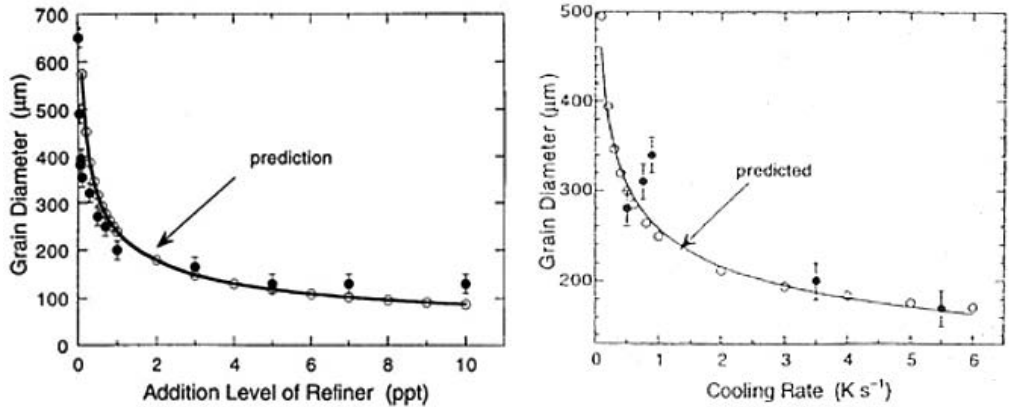 700
600
500
400
300
200
100
0
Grain Diameter (µm)
prediction
0 2 4 6 8 10
Addition Level of Refiner (ppt)
500
400
300
200
Grain Diameter (µm)
predicted
0 1 2 3 4 5 6
Cooling Rate (K s⁻¹)